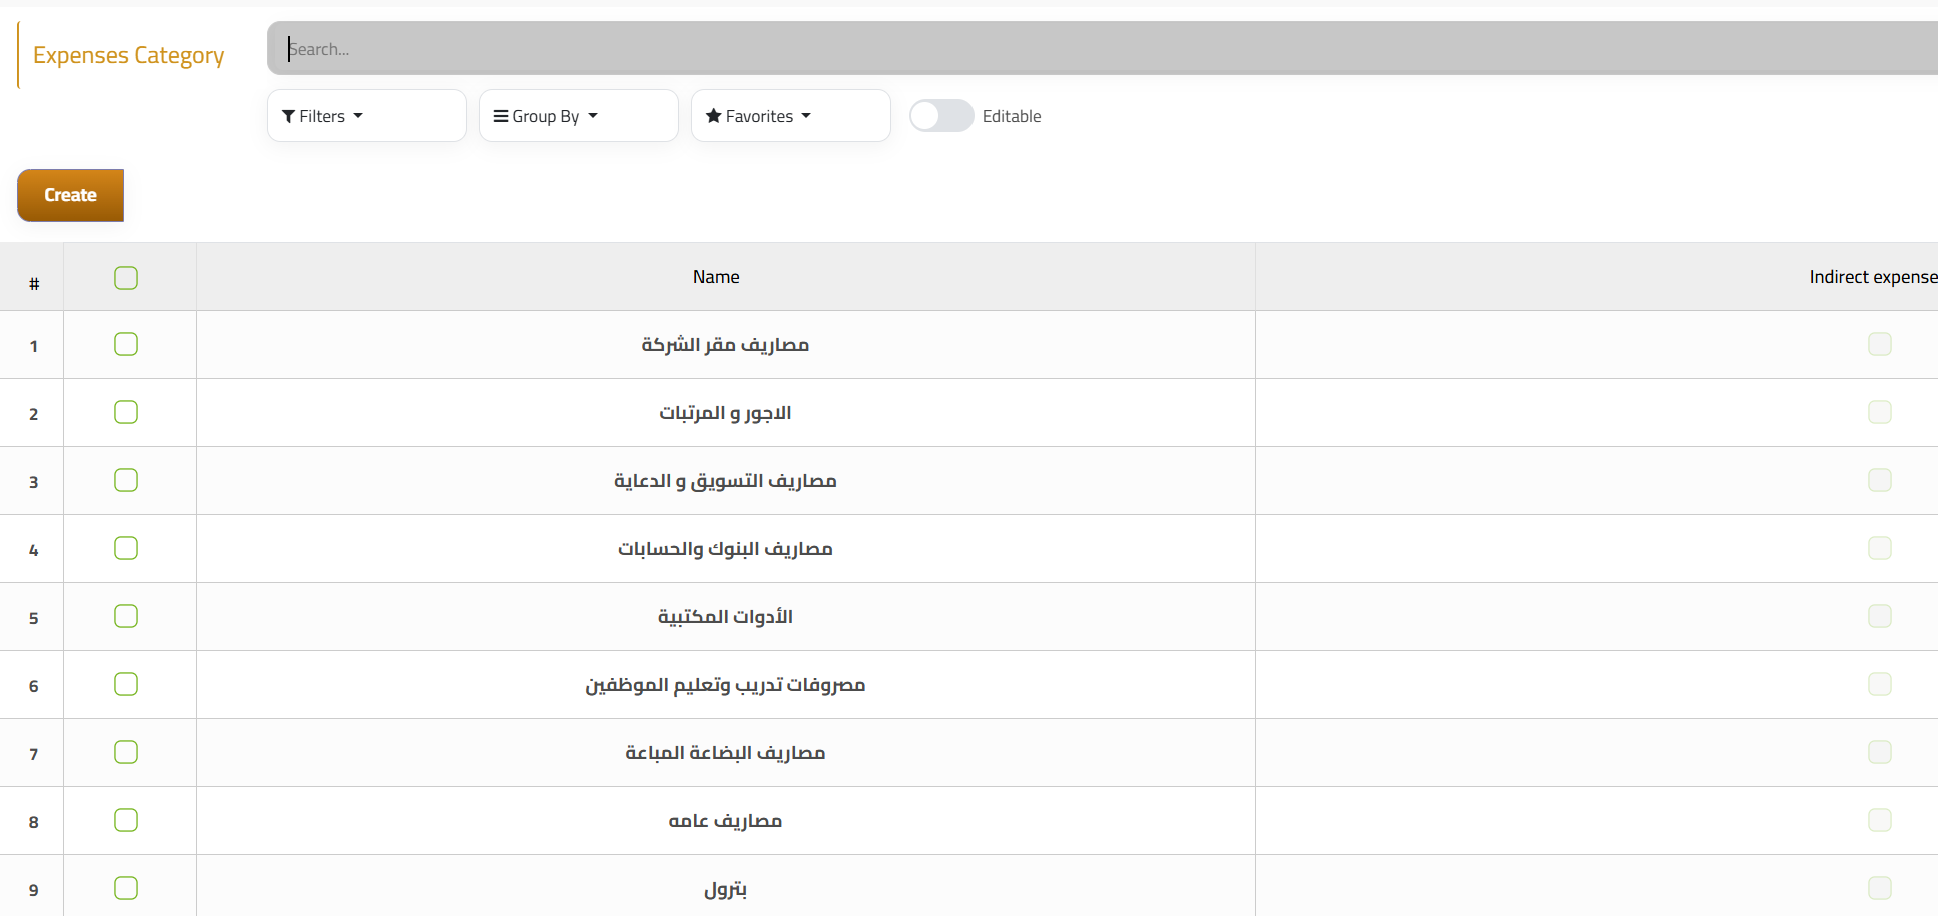 Expenses Category
Search...
Filters
Group By
Favorites
Editable
Create
# Name Indirect expense
1 مصاريف مقر الشركة
2 الاجور و المرتبات
3 مصاريف التسويق و الدعاية
4 مصاريف البنوك والحسابات
5 الأدوات المكتبية
6 مصروفات تدريب وتعليم الموظفين
7 مصاريف البضاعة المباعة
8 مصاريف عامه
9 بترول